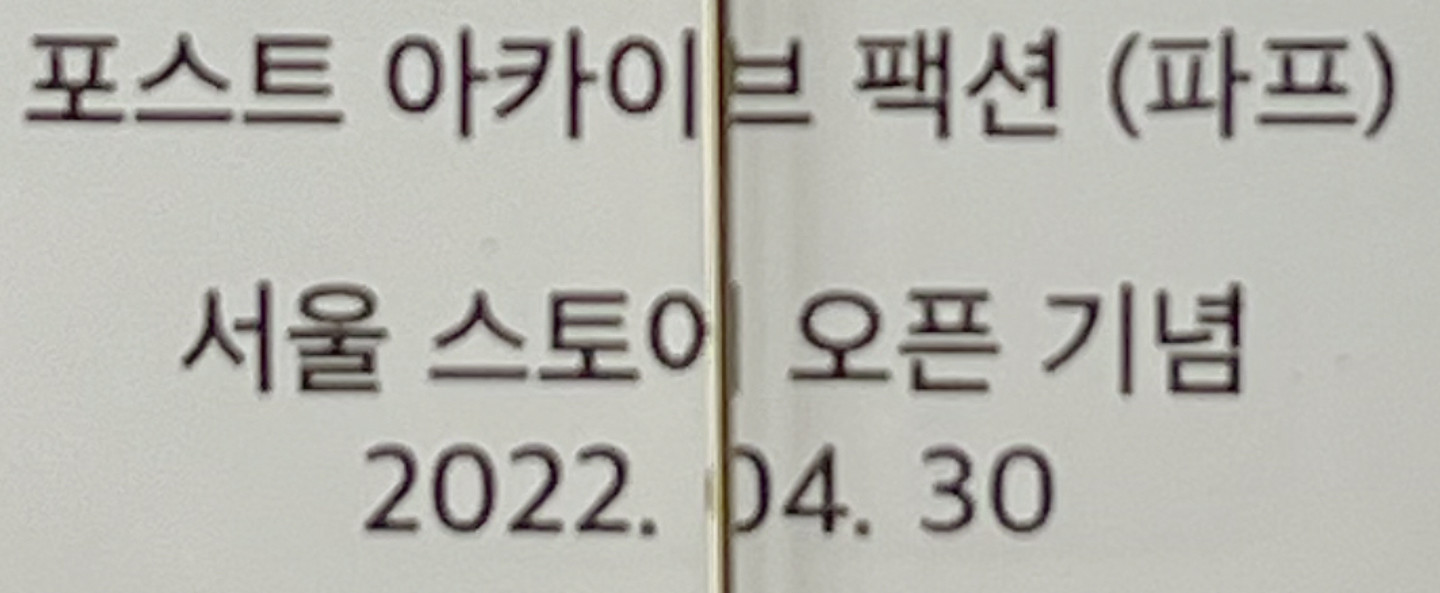 포스트 아카이브 팩션 (파프)
서울 스토어 오픈 기념
2022. 04. 30